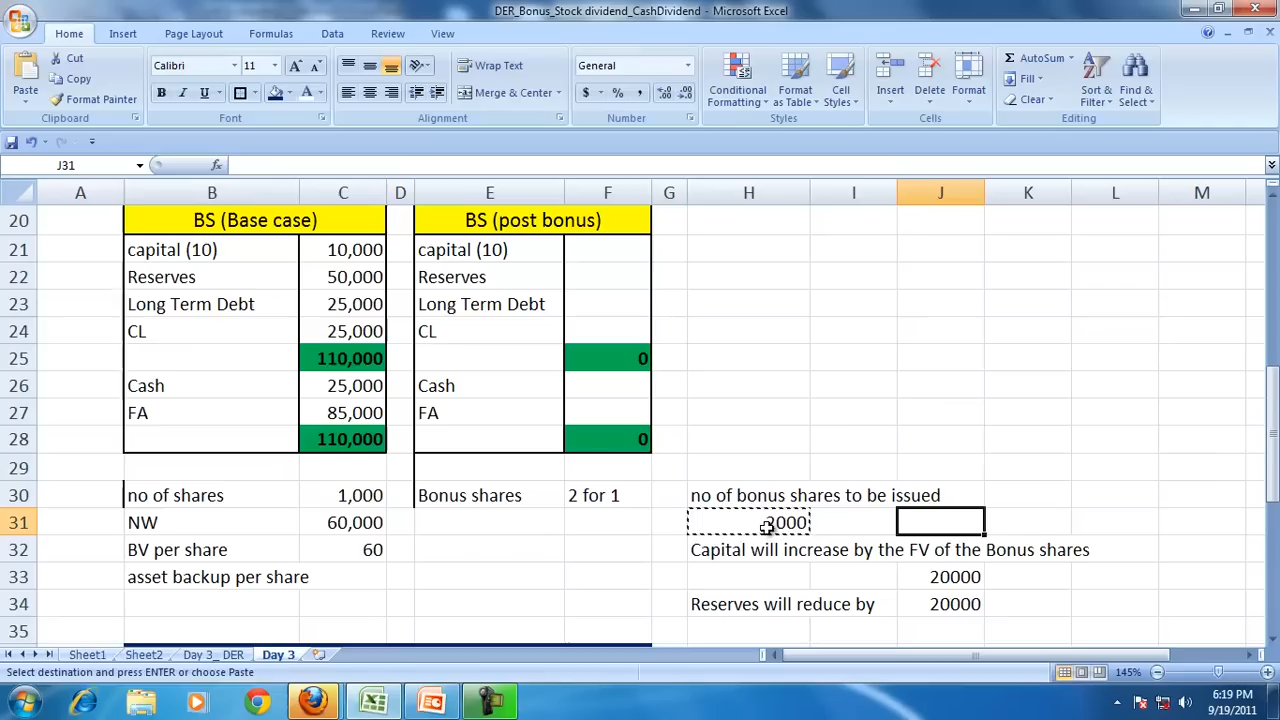 DER_Bonus_Stock dividend_CashDividend - Microsoft Excel
Home Insert Page Layout Formulas Data Review View
Paste Cut Copy Format Painter
Calibri 11 A A Wrap Text General
B I U A Merge & Center $ % , .0 .00
Conditional Formatting Format as Table Cell Styles Insert Delete Format
Σ AutoSum Fill Clear Sort & Filter Find & Select
Clipboard Font Alignment Number Styles Cells Editing
J31 fx
A B C D E F G H I J K L M
20 BS (Base case) BS (post bonus)
21 capital (10) 10,000 capital (10)
22 Reserves 50,000 Reserves
23 Long Term Debt 25,000 Long Term Debt
24 CL 25,000 CL
25 110,000 0
26 Cash 25,000 Cash
27 FA 85,000 FA
28 110,000 0
29
30 no of shares 1,000 Bonus shares 2 for 1 no of bonus shares to be issued
31 NW 60,000 2000
32 BV per share 60 Capital will increase by the FV of the Bonus shares
33 asset backup per share 20000
34 Reserves will reduce by 20000
35
Sheet1 Sheet2 Day 3_ DER Day 3
Select destination and press ENTER or choose Paste 145%
6:19 PM
9/19/2011